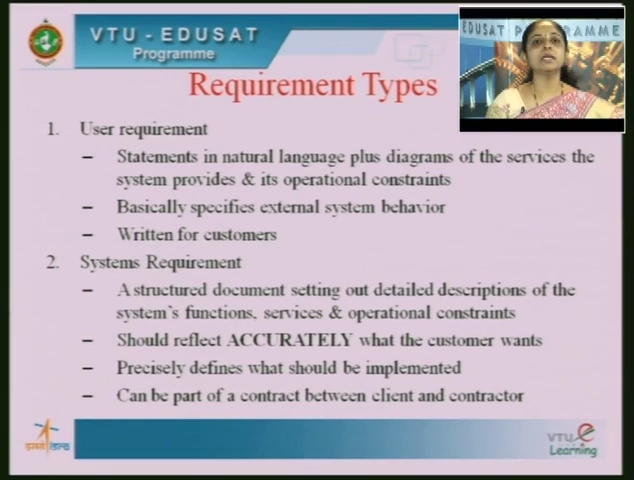 VTU - EDUSAT
Programme
EDUSAT PROGRAMME
Requirement Types
1. User requirement
– Statements in natural language plus diagrams of the services the
system provides & its operational constraints
– Basically specifies external system behavior
– Written for customers
2. Systems Requirement
– A structured document setting out detailed descriptions of the
system's functions, services & operational constraints
– Should reflect ACCURATELY what the customer wants
– Precisely defines what should be implemented
– Can be part of a contract between client and contractor
VTU e
Learning